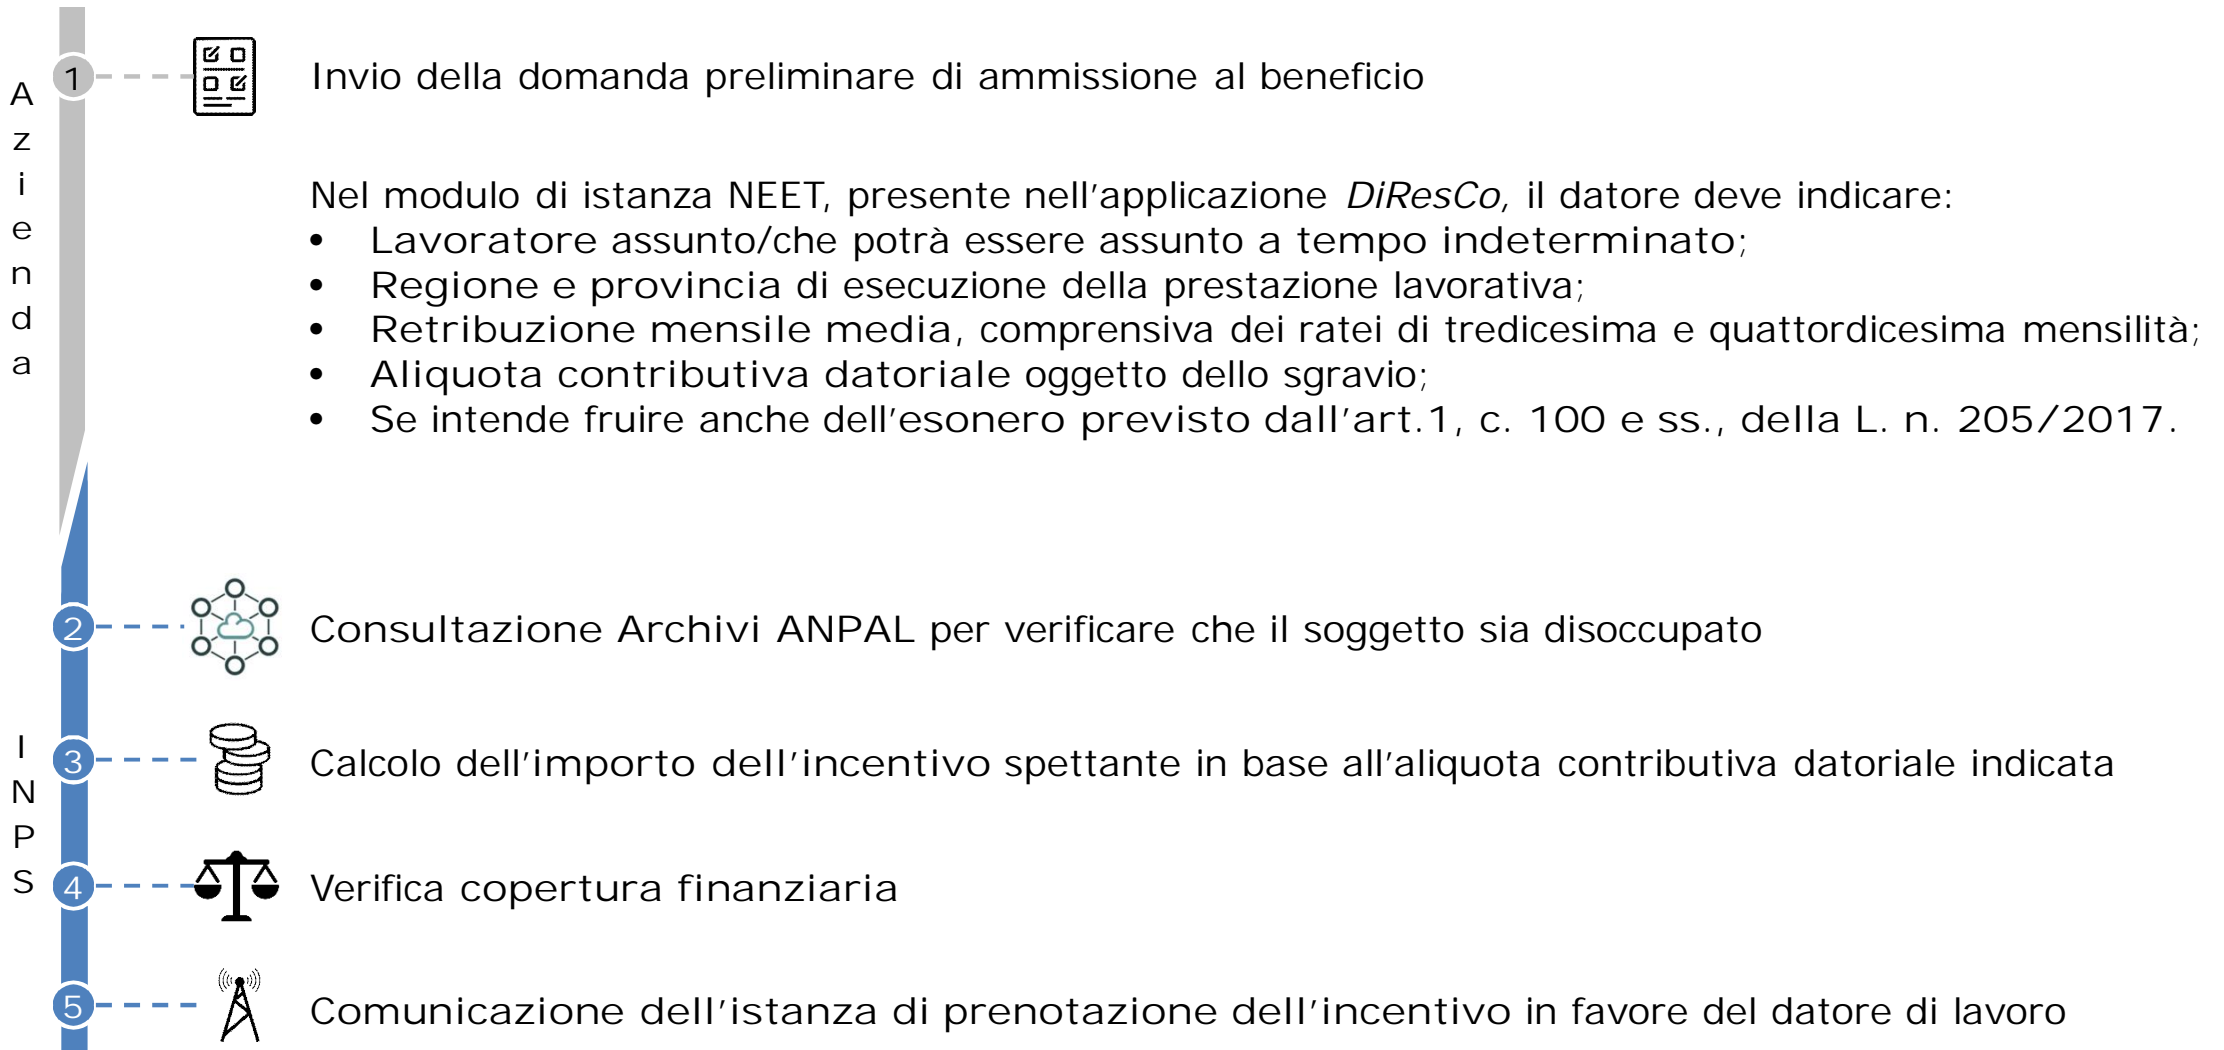 Azienda
1
Invio della domanda preliminare di ammissione al beneficio
Nel modulo di istanza NEET, presente nell'applicazione DiResCo, il datore deve indicare:
• Lavoratore assunto/che potrà essere assunto a tempo indeterminato;
• Regione e provincia di esecuzione della prestazione lavorativa;
• Retribuzione mensile media, comprensiva dei ratei di tredicesima e quattordicesima mensilità;
• Aliquota contributiva datoriale oggetto dello sgravio;
• Se intende fruire anche dell'esonero previsto dall'art.1, c. 100 e ss., della L. n. 205/2017.
INPS
2
Consultazione Archivi ANPAL per verificare che il soggetto sia disoccupato
3
Calcolo dell'importo dell'incentivo spettante in base all'aliquota contributiva datoriale indicata
4
Verifica copertura finanziaria
5
Comunicazione dell'istanza di prenotazione dell'incentivo in favore del datore di lavoro